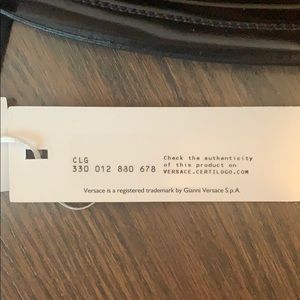 CLG
330 012 880 678
Check the authenticity
of this product on
VERSACE.CERTILOGO.COM
Versace is a registered trademark by Gianni Versace S.p.A.